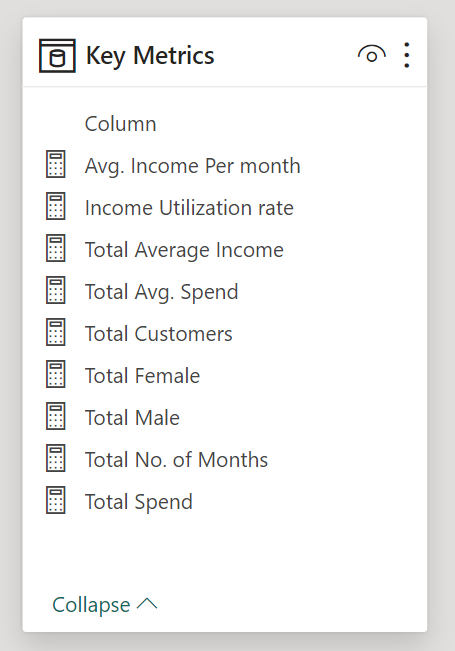 Key Metrics
Column
Avg. Income Per month
Income Utilization rate
Total Average Income
Total Avg. Spend
Total Customers
Total Female
Total Male
Total No. of Months
Total Spend
Collapse